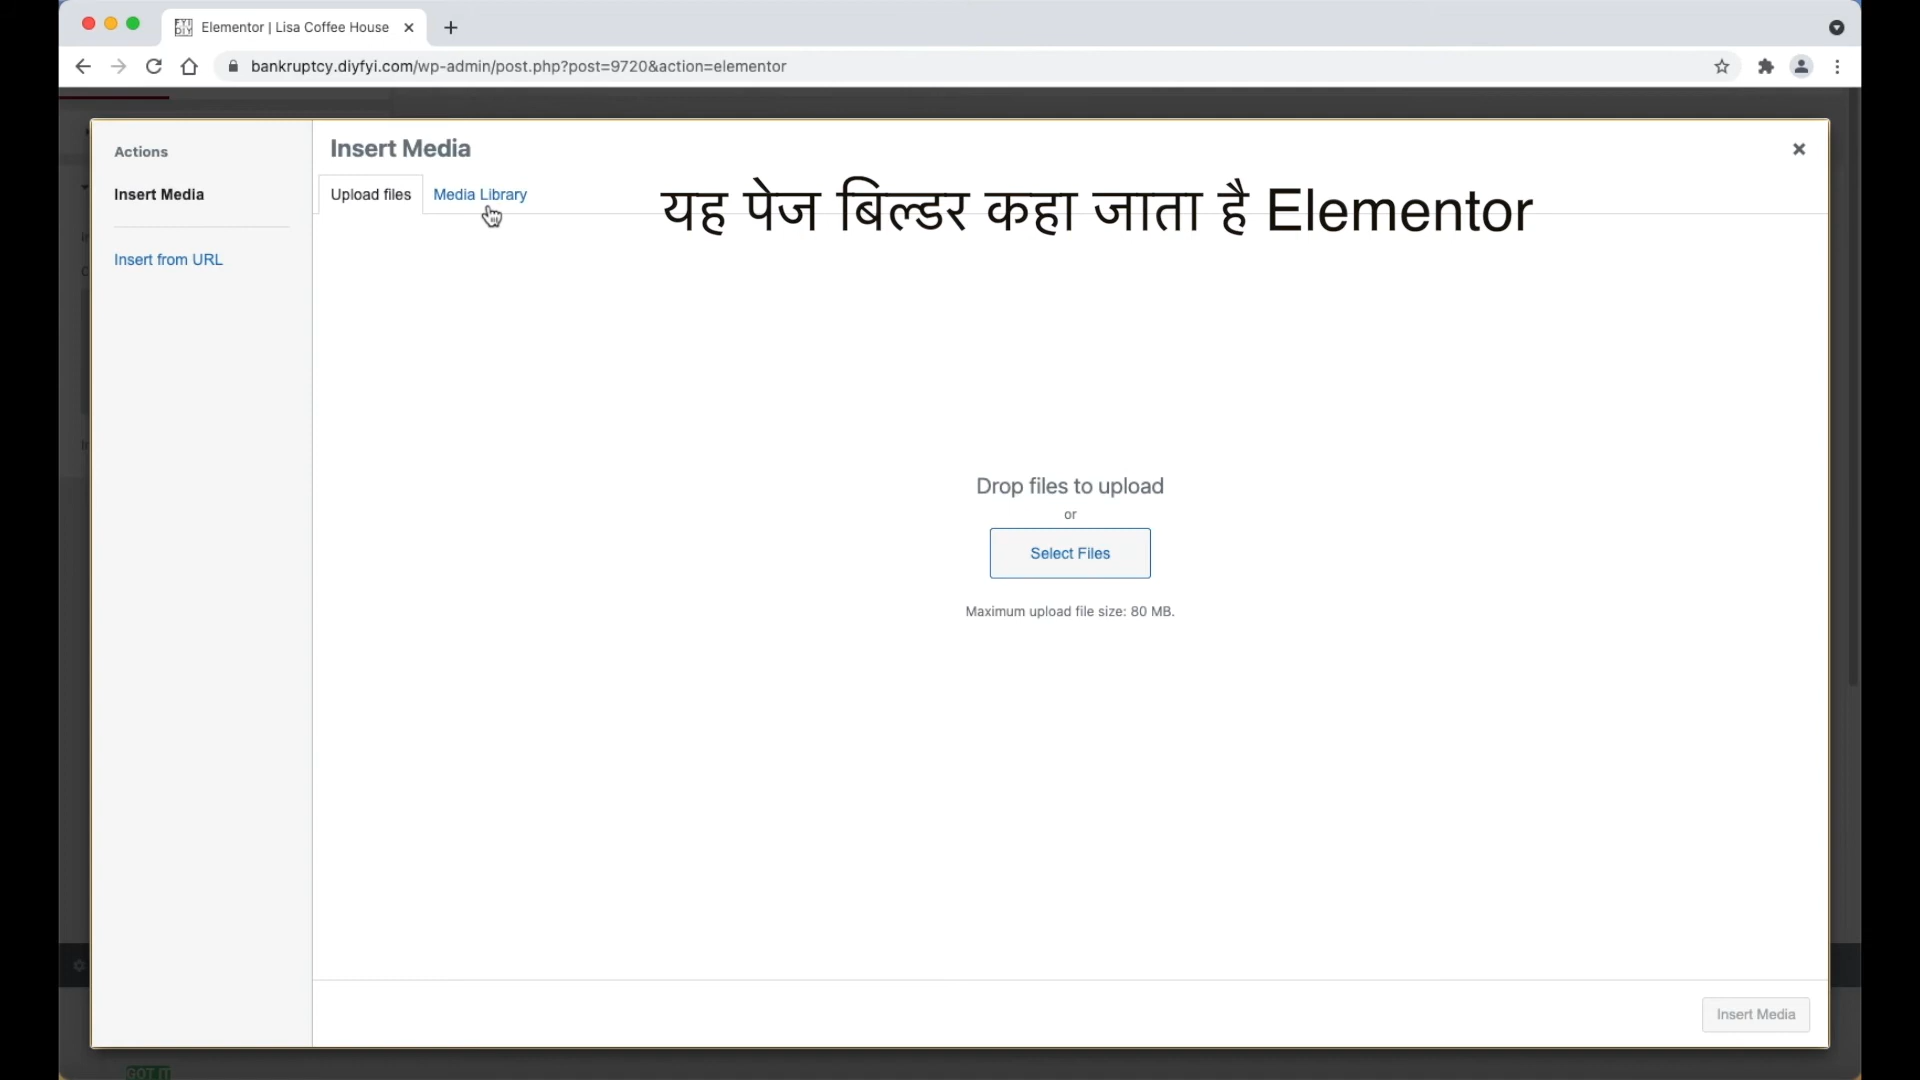 Elementor | Lisa Coffee House
bankruptcy.diyfyi.com/wp-admin/post.php?post=9720&action=elementor
Actions
Insert Media
Insert from URL
Insert Media
Upload files
Media Library
यह पेज बिल्डर कहा जाता है Elementor
Drop files to upload
or
Select Files
Maximum upload file size: 80 MB.
Insert Media
GOT IT